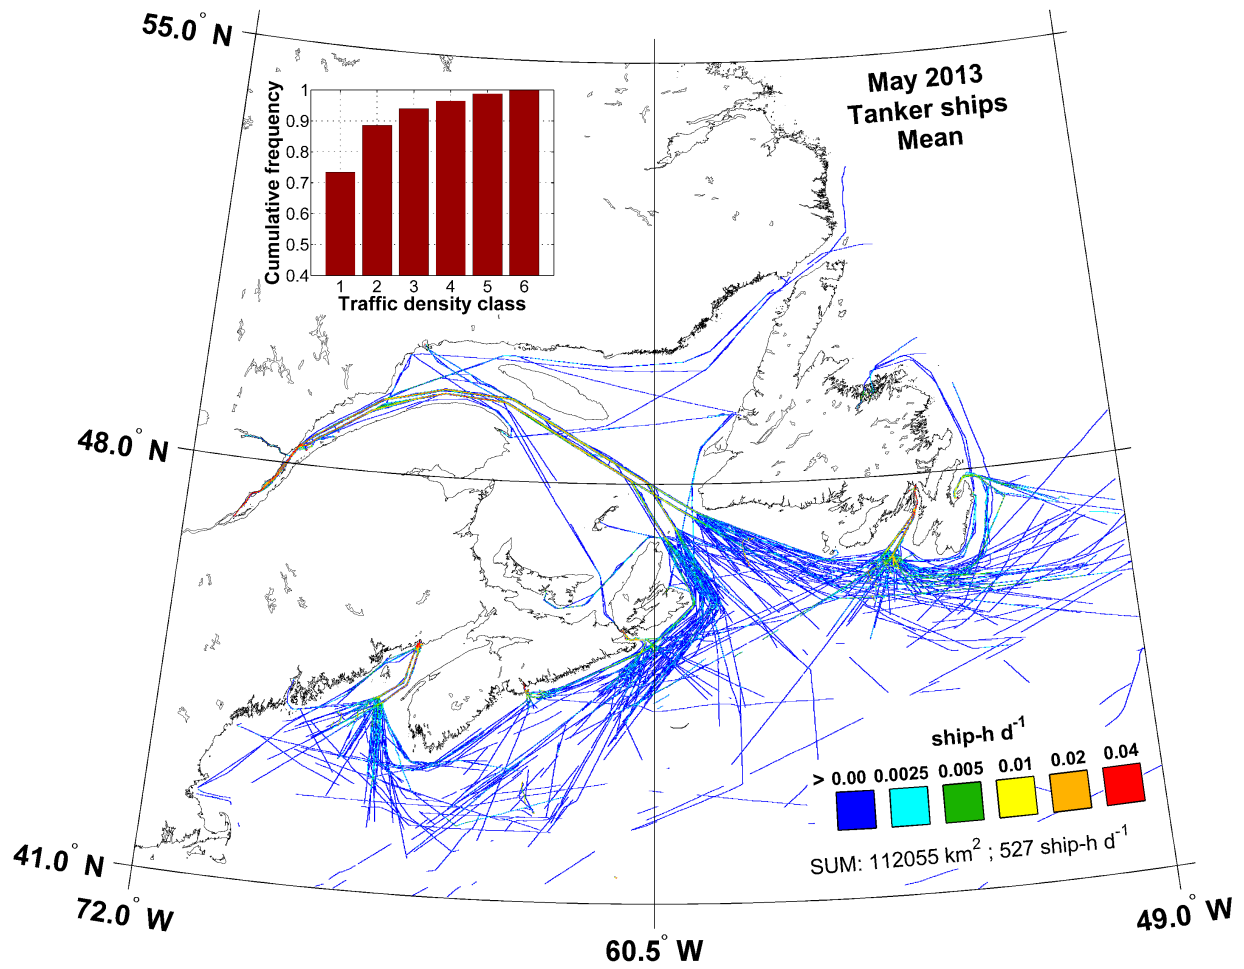 55.0° N
May 2013
Tanker ships
Mean
Cumulative frequency
1
0.9
0.8
0.7
0.6
0.5
0.4
1 2 3 4 5 6
Traffic density class
48.0° N
ship-h d⁻¹
> 0.00 0.0025 0.005 0.01 0.02 0.04
SUM: 112055 km² ; 527 ship-h d⁻¹
41.0° N
72.0° W
60.5° W
49.0° W